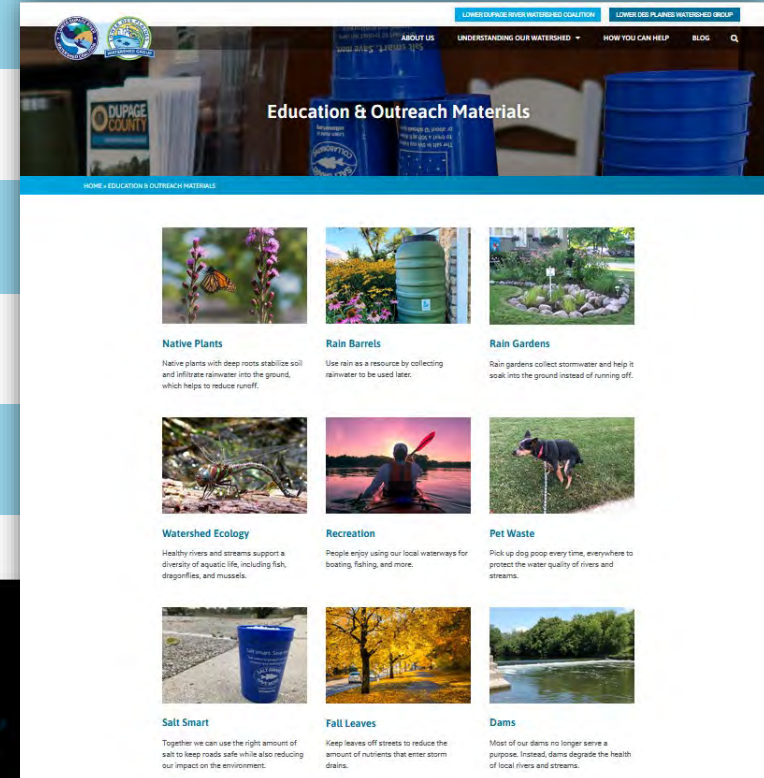 LOWER DUPAGE RIVER WATERSHED COALITION
LOWER DES PLAINES WATERSHED GROUP
ABOUT US
UNDERSTANDING OUR WATERSHED
HOW YOU CAN HELP
BLOG
DUPAGE
COUNTY
Education & Outreach Materials
HOME » EDUCATION & OUTREACH MATERIALS
Native Plants
Native plants with deep roots stabilize soil
and infiltrate rainwater into the ground,
which helps to reduce runoff.
Rain Barrels
Use rain as a resource by collecting
rainwater to be used later.
Rain Gardens
Rain gardens collect stormwater and help it
soak into the ground instead of running off.
Watershed Ecology
Healthy rivers and streams support a
diversity of aquatic life, including fish,
dragonflies, and mussels.
Recreation
People enjoy using our local waterways for
boating, fishing, and more.
Pet Waste
Pick up dog poop every time, everywhere to
protect the water quality of rivers and
streams.
Salt Smart
Together we can use the right amount of
salt to keep roads safe while also reducing
our impact on the environment.
Fall Leaves
Keep leaves off streets to reduce the
amount of nutrients that enter storm
drains.
Dams
Most of our dams no longer serve a
purpose. Instead, dams degrade the health
of local rivers and streams.